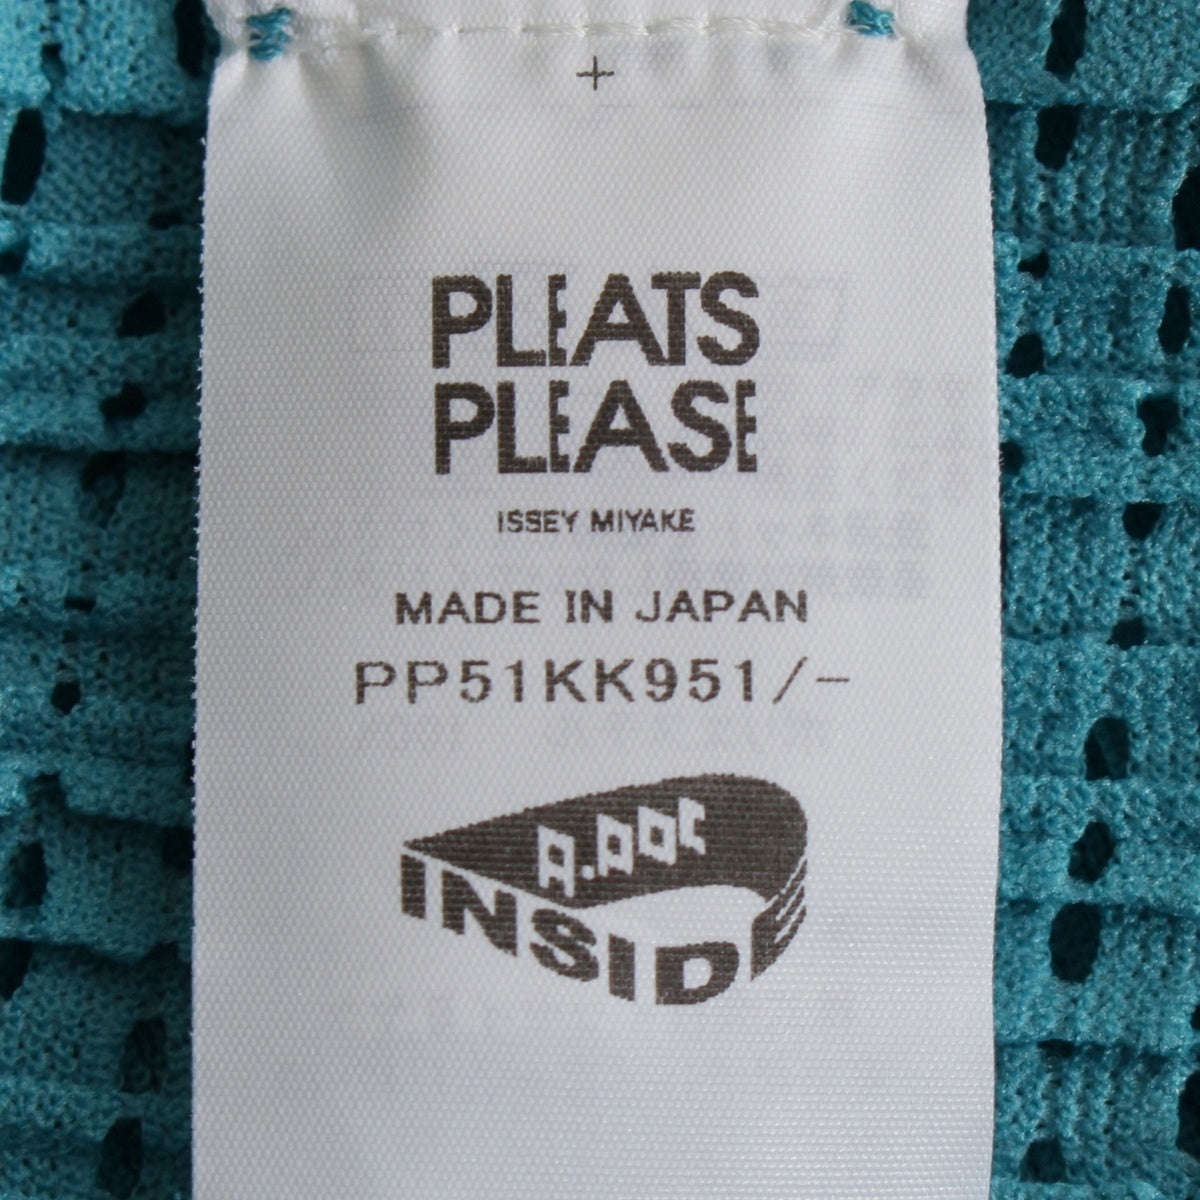 PLEATS
PLEASE
ISSEY MIYAKE
MADE IN JAPAN
PP51KK951/-
A.POC
INSIDE